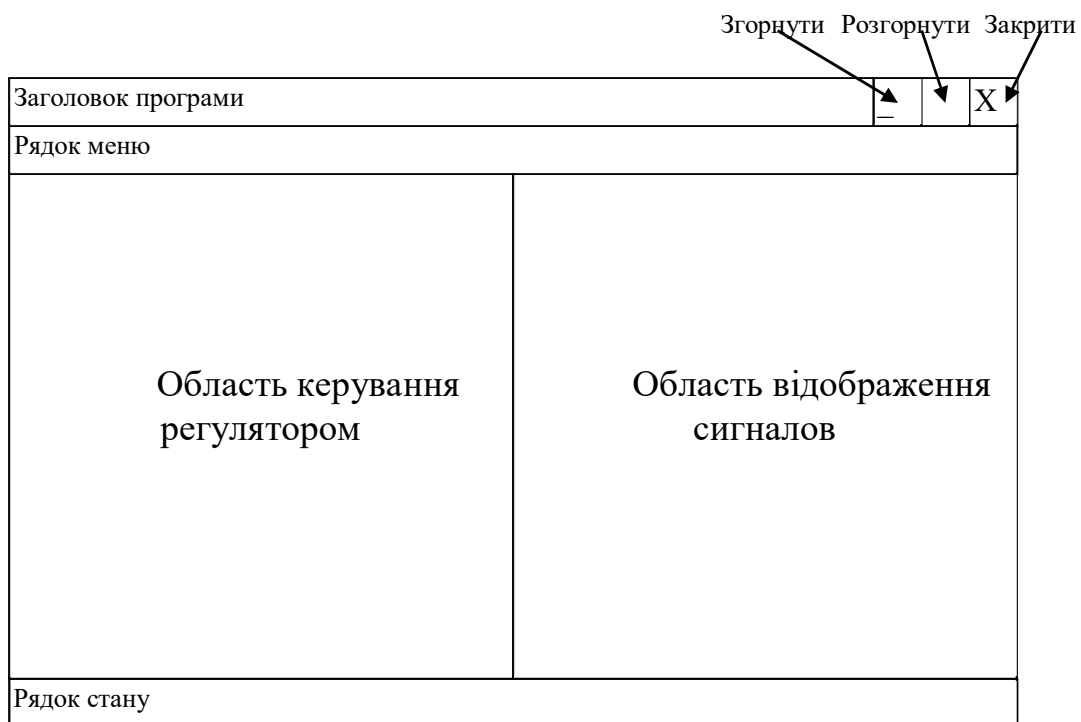 Згорнути Розгорнути Закрити
Заголовок програми _ X
Рядок меню
Область керування
регулятором
Область відображення
сигналов
Рядок стану